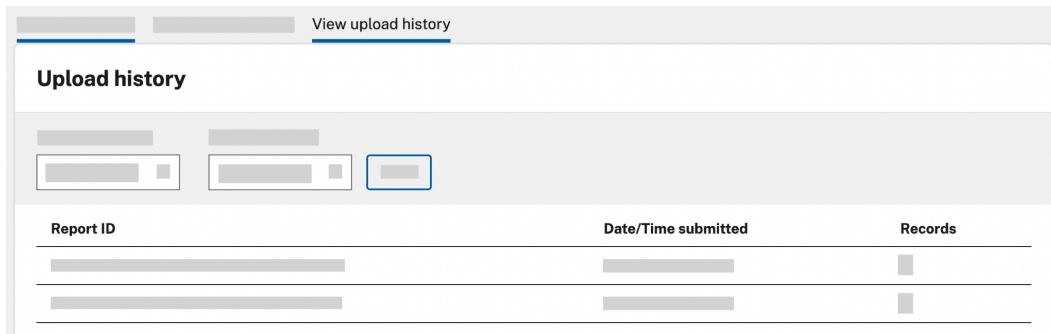 View upload history
Upload history
Report ID Date/Time submitted Records